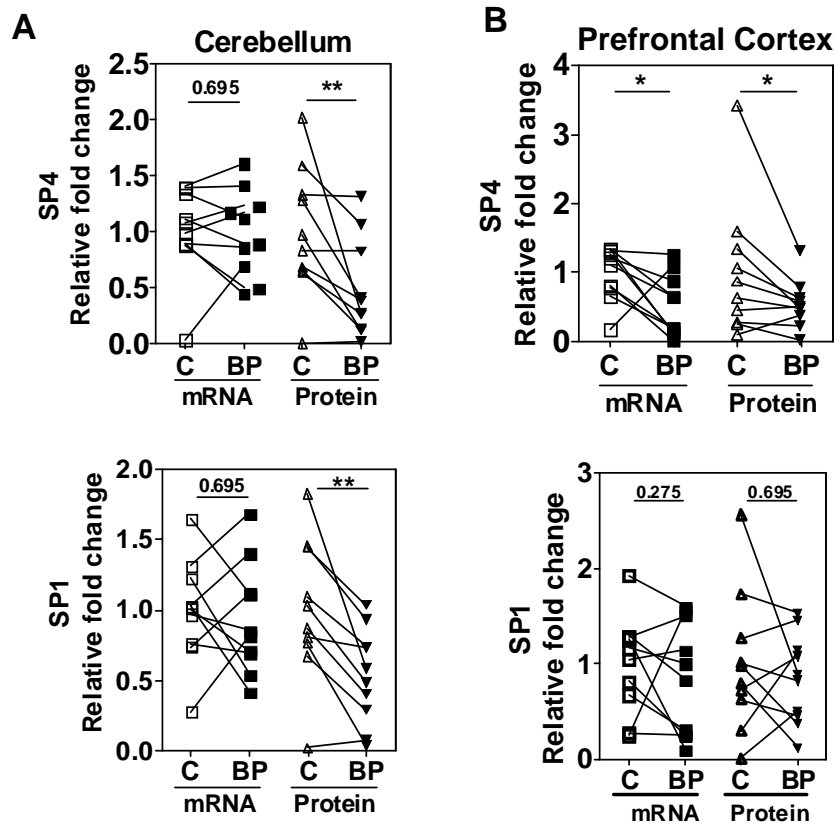 A
Cerebellum
SP4
Relative fold change
2.5
2.0
1.5
1.0
0.5
0.0
0.695
**
C BP C BP
mRNA Protein
B
Prefrontal Cortex
SP4
Relative fold change
4
3
2
1
0
*
*
C BP C BP
mRNA Protein
SP1
Relative fold change
2.0
1.5
1.0
0.5
0.0
0.695
**
C BP C BP
mRNA Protein
SP1
Relative fold change
3
2
1
0
0.275
0.695
C BP C BP
mRNA Protein